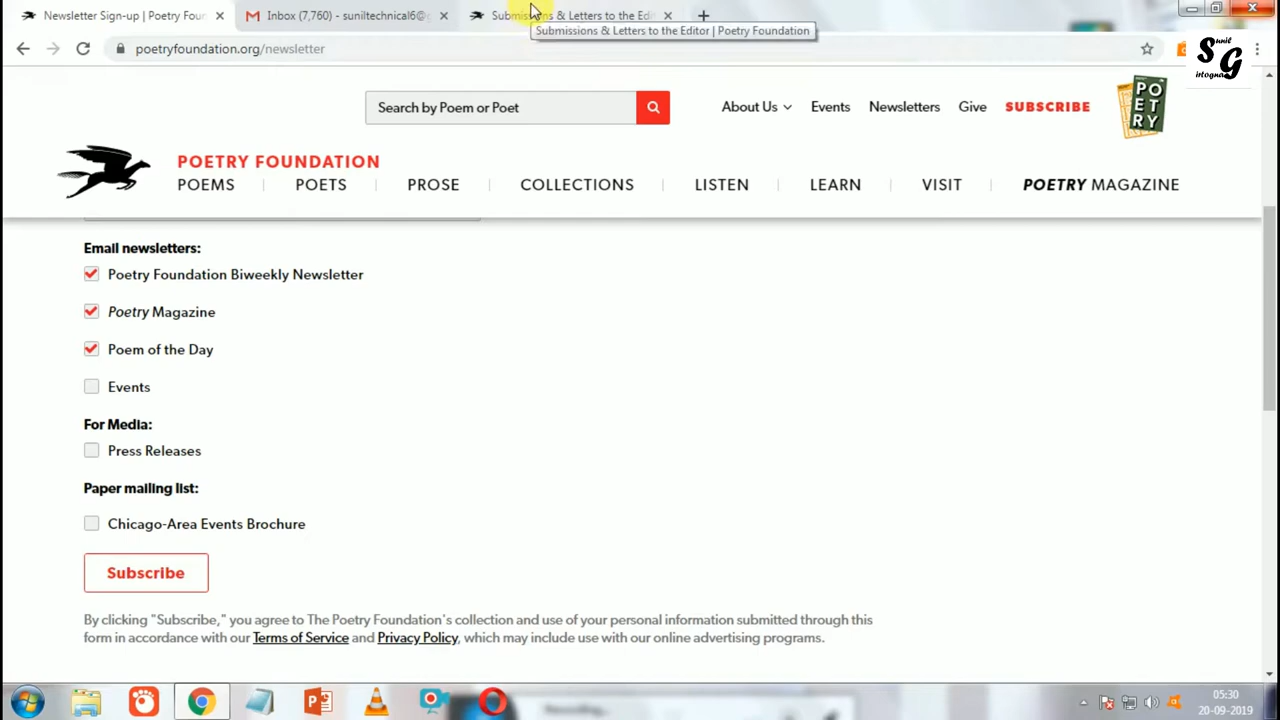 Newsletter Sign-up | Poetry Foun
Inbox (7,760) - suniltechnical6@
Submissions & Letters to the Edi
Submissions & Letters to the Editor | Poetry Foundation
poetryfoundation.org/newsletter
Sunil
Girtogna
Search by Poem or Poet
About Us
Events
Newsletters
Give
SUBSCRIBE
PO
ET
RY
POETRY FOUNDATION
POEMS
POETS
PROSE
COLLECTIONS
LISTEN
LEARN
VISIT
POETRY MAGAZINE
Email newsletters:
Poetry Foundation Biweekly Newsletter
Poetry Magazine
Poem of the Day
Events
For Media:
Press Releases
Paper mailing list:
Chicago-Area Events Brochure
Subscribe
By clicking "Subscribe," you agree to The Poetry Foundation's collection and use of your personal information submitted through this
form in accordance with our Terms of Service and Privacy Policy, which may include use with our online advertising programs.
Recording...
05:30
20-09-2019